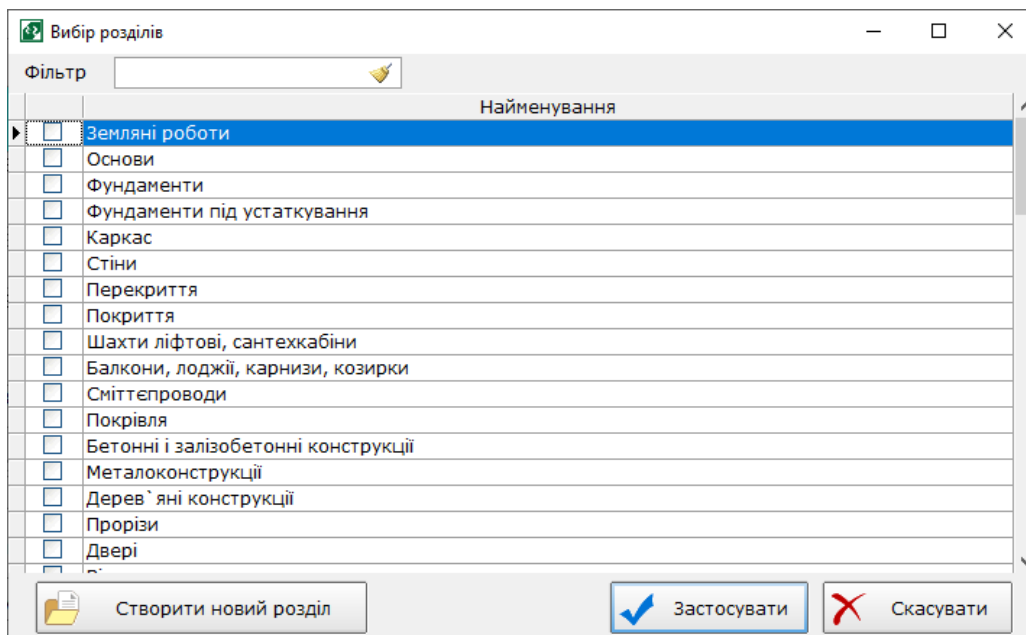 Вибір розділів
Фільтр
Найменування
Земляні роботи
Основи
Фундаменти
Фундаменти під устаткування
Каркас
Стіни
Перекриття
Покриття
Шахти ліфтові, сантехкабіни
Балкони, лоджії, карнизи, козирки
Сміттєпроводи
Покрівля
Бетонні і залізобетонні конструкції
Металоконструкції
Дерев`яні конструкції
Прорізи
Двері
Створити новий розділ
Застосувати
Скасувати